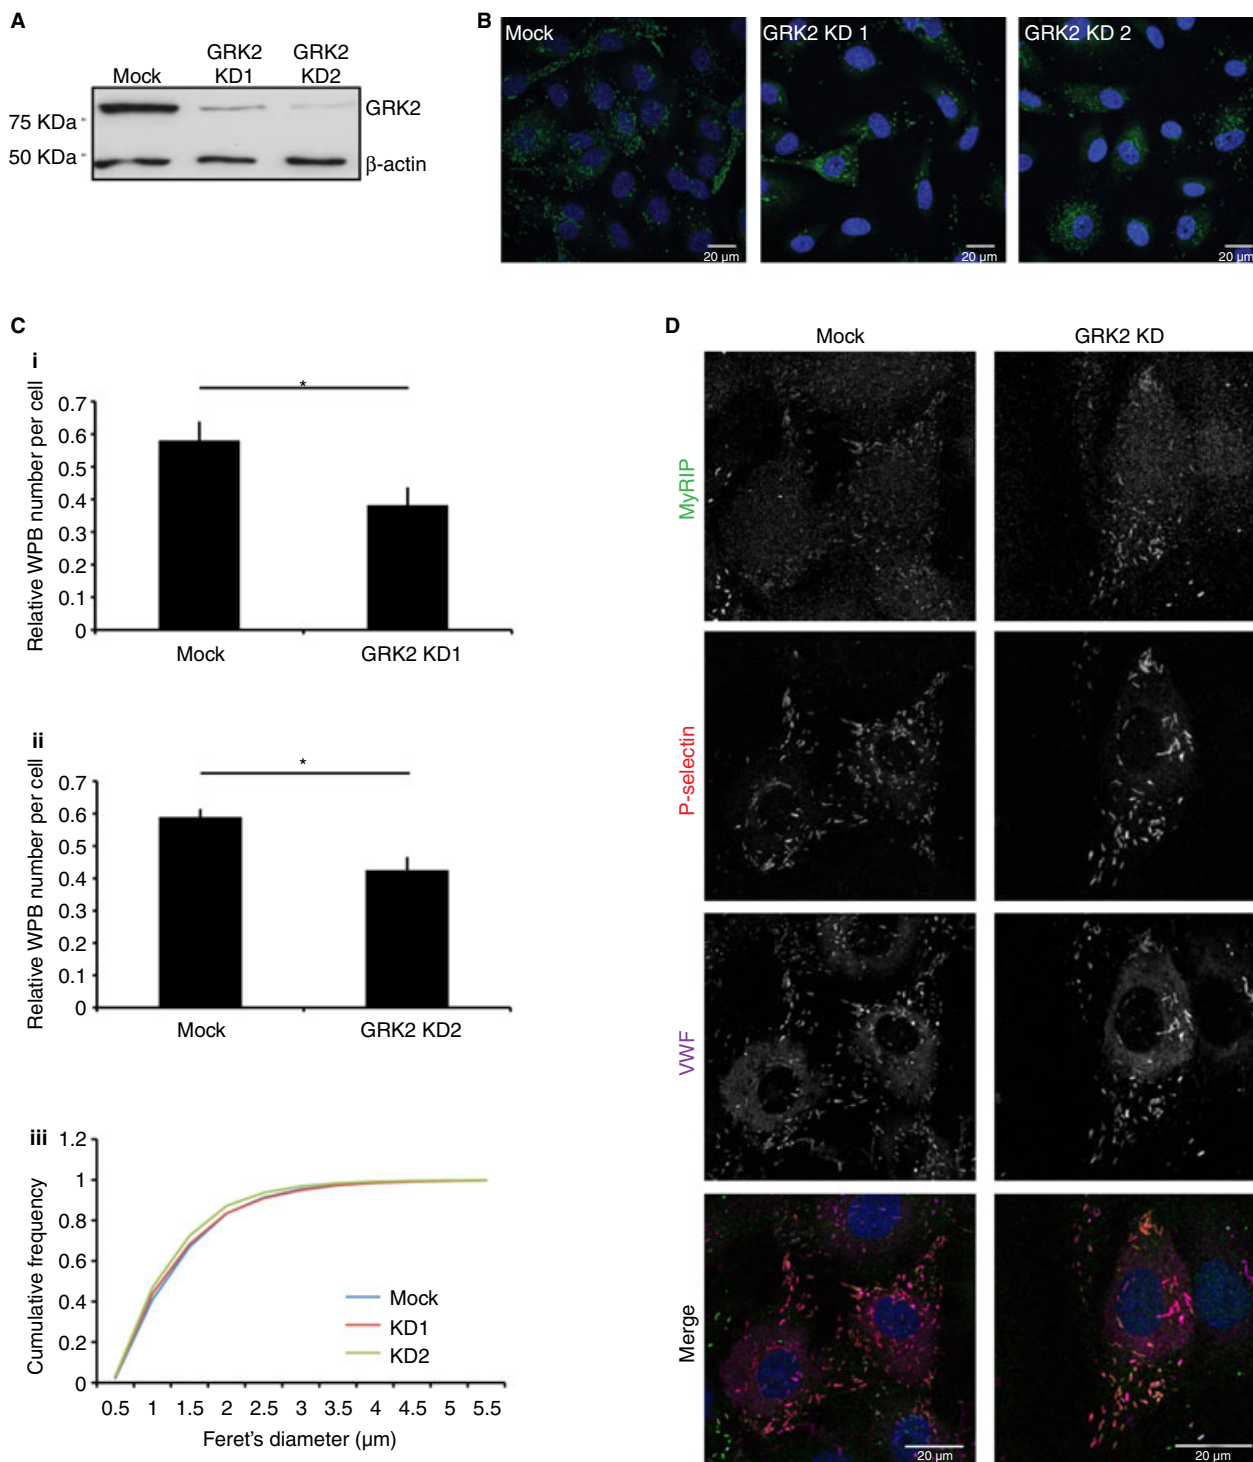 A
Mock
GRK2
KD1
GRK2
KD2
75 KDa
50 KDa
GRK2
β-actin
B
Mock
20 µm
GRK2 KD 1
20 µm
GRK2 KD 2
20 µm
C
i
Relative WPB number per cell
0.7
0.6
0.5
0.4
0.3
0.2
0.1
0
*
Mock
GRK2 KD1
ii
Relative WPB number per cell
0.7
0.6
0.5
0.4
0.3
0.2
0.1
0
*
Mock
GRK2 KD2
iii
Cumulative frequency
1.2
1
0.8
0.6
0.4
0.2
0
Mock
KD1
KD2
0.5 1 1.5 2 2.5 3 3.5 4 4.5 5 5.5
Feret's diameter (µm)
D
Mock
GRK2 KD
MyRIP
P-selectin
VWF
Merge
20 µm
20 µm